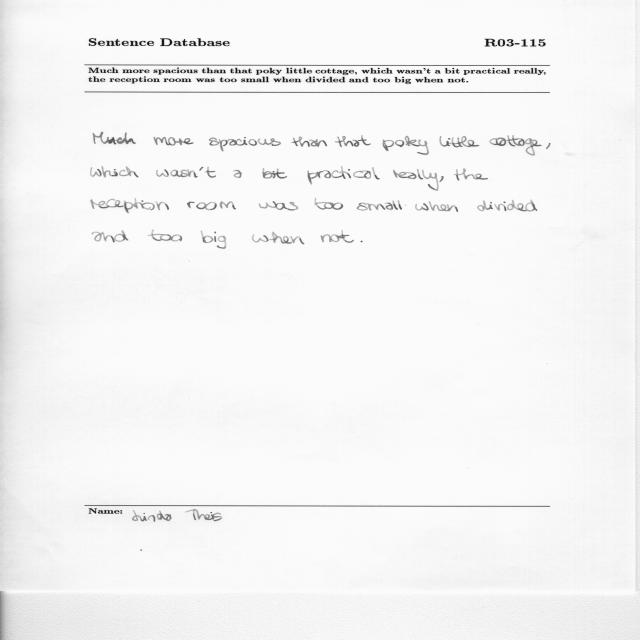 Sentence Database R03-115
Much more spacious than that poky little cottage, which wasn't a bit practical really,
the reception room was too small when divided and too big when not.
Much more spacious than that poky little cottage,
which wasn't a bit practical really, the
reception room was too small when divided
and too big when not.
Name: Linda Theis